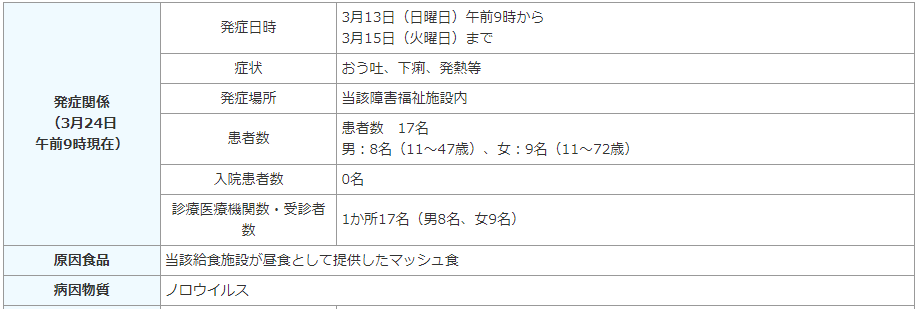 発症関係
（3月24日
午前9時現在）
発症日時
3月13日（日曜日）午前9時から
3月15日（火曜日）まで
症状
おう吐、下痢、発熱等
発症場所
当該障害福祉施設内
患者数
患者数　17名
男：8名（11～47歳）、女：9名（11～72歳）
入院患者数
0名
診療医療機関数・受診者
数
1か所17名（男8名、女9名）
原因食品
当該給食施設が昼食として提供したマッシュ食
病因物質
ノロウイルス